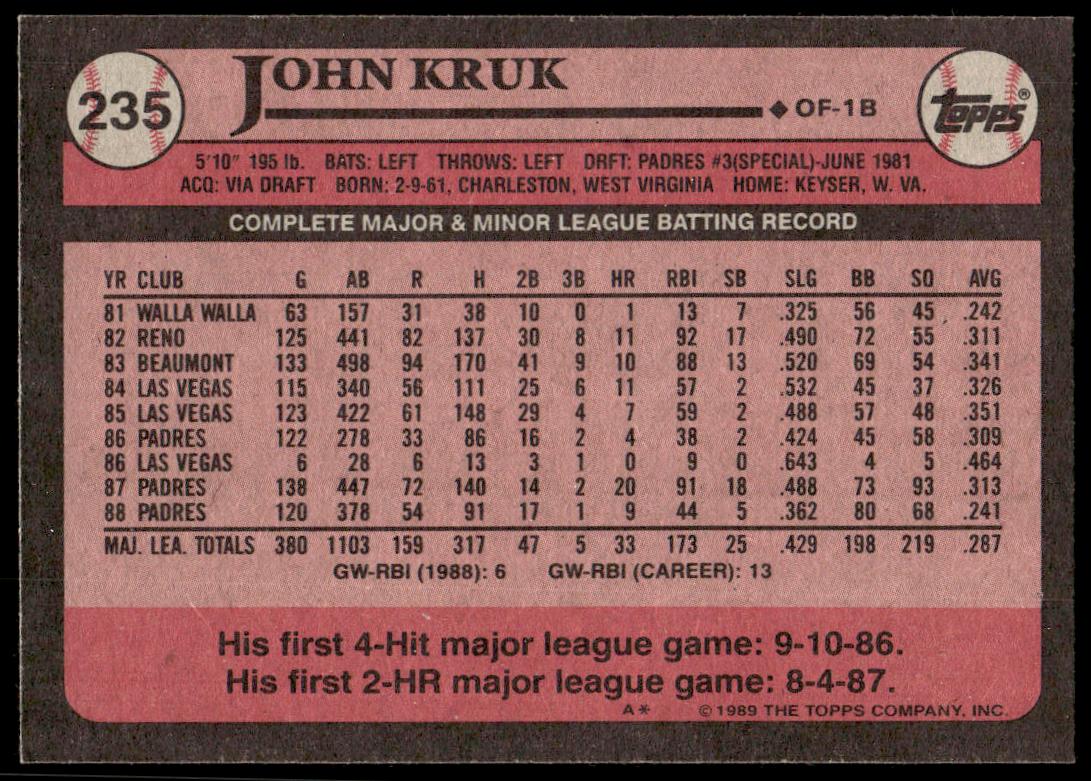 235
JOHN KRUK
◆ OF-1B
TOPPS®
5'10" 195 lb. BATS: LEFT THROWS: LEFT DRFT: PADRES #3(SPECIAL)-JUNE 1981
ACQ: VIA DRAFT BORN: 2-9-61, CHARLESTON, WEST VIRGINIA HOME: KEYSER, W. VA.
COMPLETE MAJOR & MINOR LEAGUE BATTING RECORD
YR CLUB G AB R H 2B 3B HR RBI SB SLG BB SO AVG
81 WALLA WALLA 63 157 31 38 10 0 1 13 7 .325 56 45 .242
82 RENO 125 441 82 137 30 8 11 92 17 .490 72 55 .311
83 BEAUMONT 133 498 94 170 41 9 10 88 13 .520 69 54 .341
84 LAS VEGAS 115 340 56 111 25 6 11 57 2 .532 45 37 .326
85 LAS VEGAS 123 422 61 148 29 4 7 59 2 .488 57 48 .351
86 PADRES 122 278 33 86 16 2 4 38 2 .424 45 58 .309
86 LAS VEGAS 6 28 6 13 3 1 0 9 0 .643 4 5 .464
87 PADRES 138 447 72 140 14 2 20 91 18 .488 73 93 .313
88 PADRES 120 378 54 91 17 1 9 44 5 .362 80 68 .241
MAJ. LEA. TOTALS 380 1103 159 317 47 5 33 173 25 .429 198 219 .287
GW-RBI (1988): 6 GW-RBI (CAREER): 13
His first 4-Hit major league game: 9-10-86.
His first 2-HR major league game: 8-4-87.
A* © 1989 THE TOPPS COMPANY, INC.